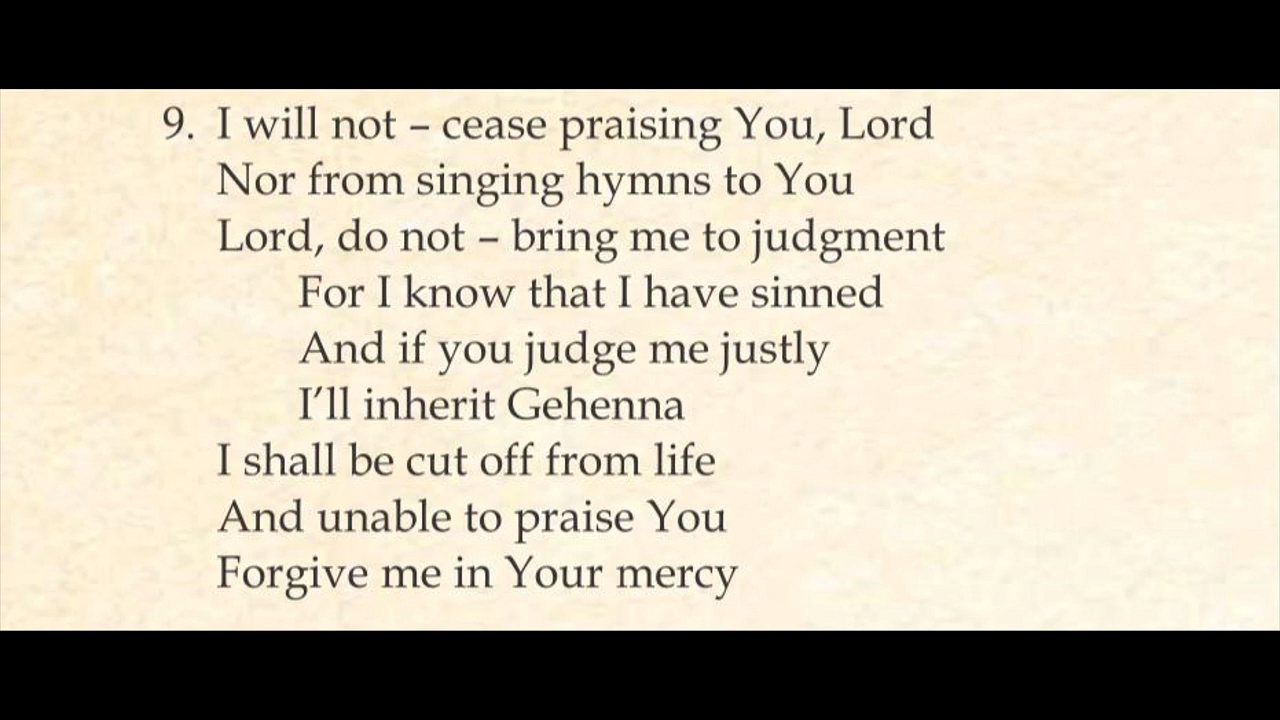 9. I will not – cease praising You, Lord
Nor from singing hymns to You
Lord, do not – bring me to judgment
For I know that I have sinned
And if you judge me justly
I’ll inherit Gehenna
I shall be cut off from life
And unable to praise You
Forgive me in Your mercy